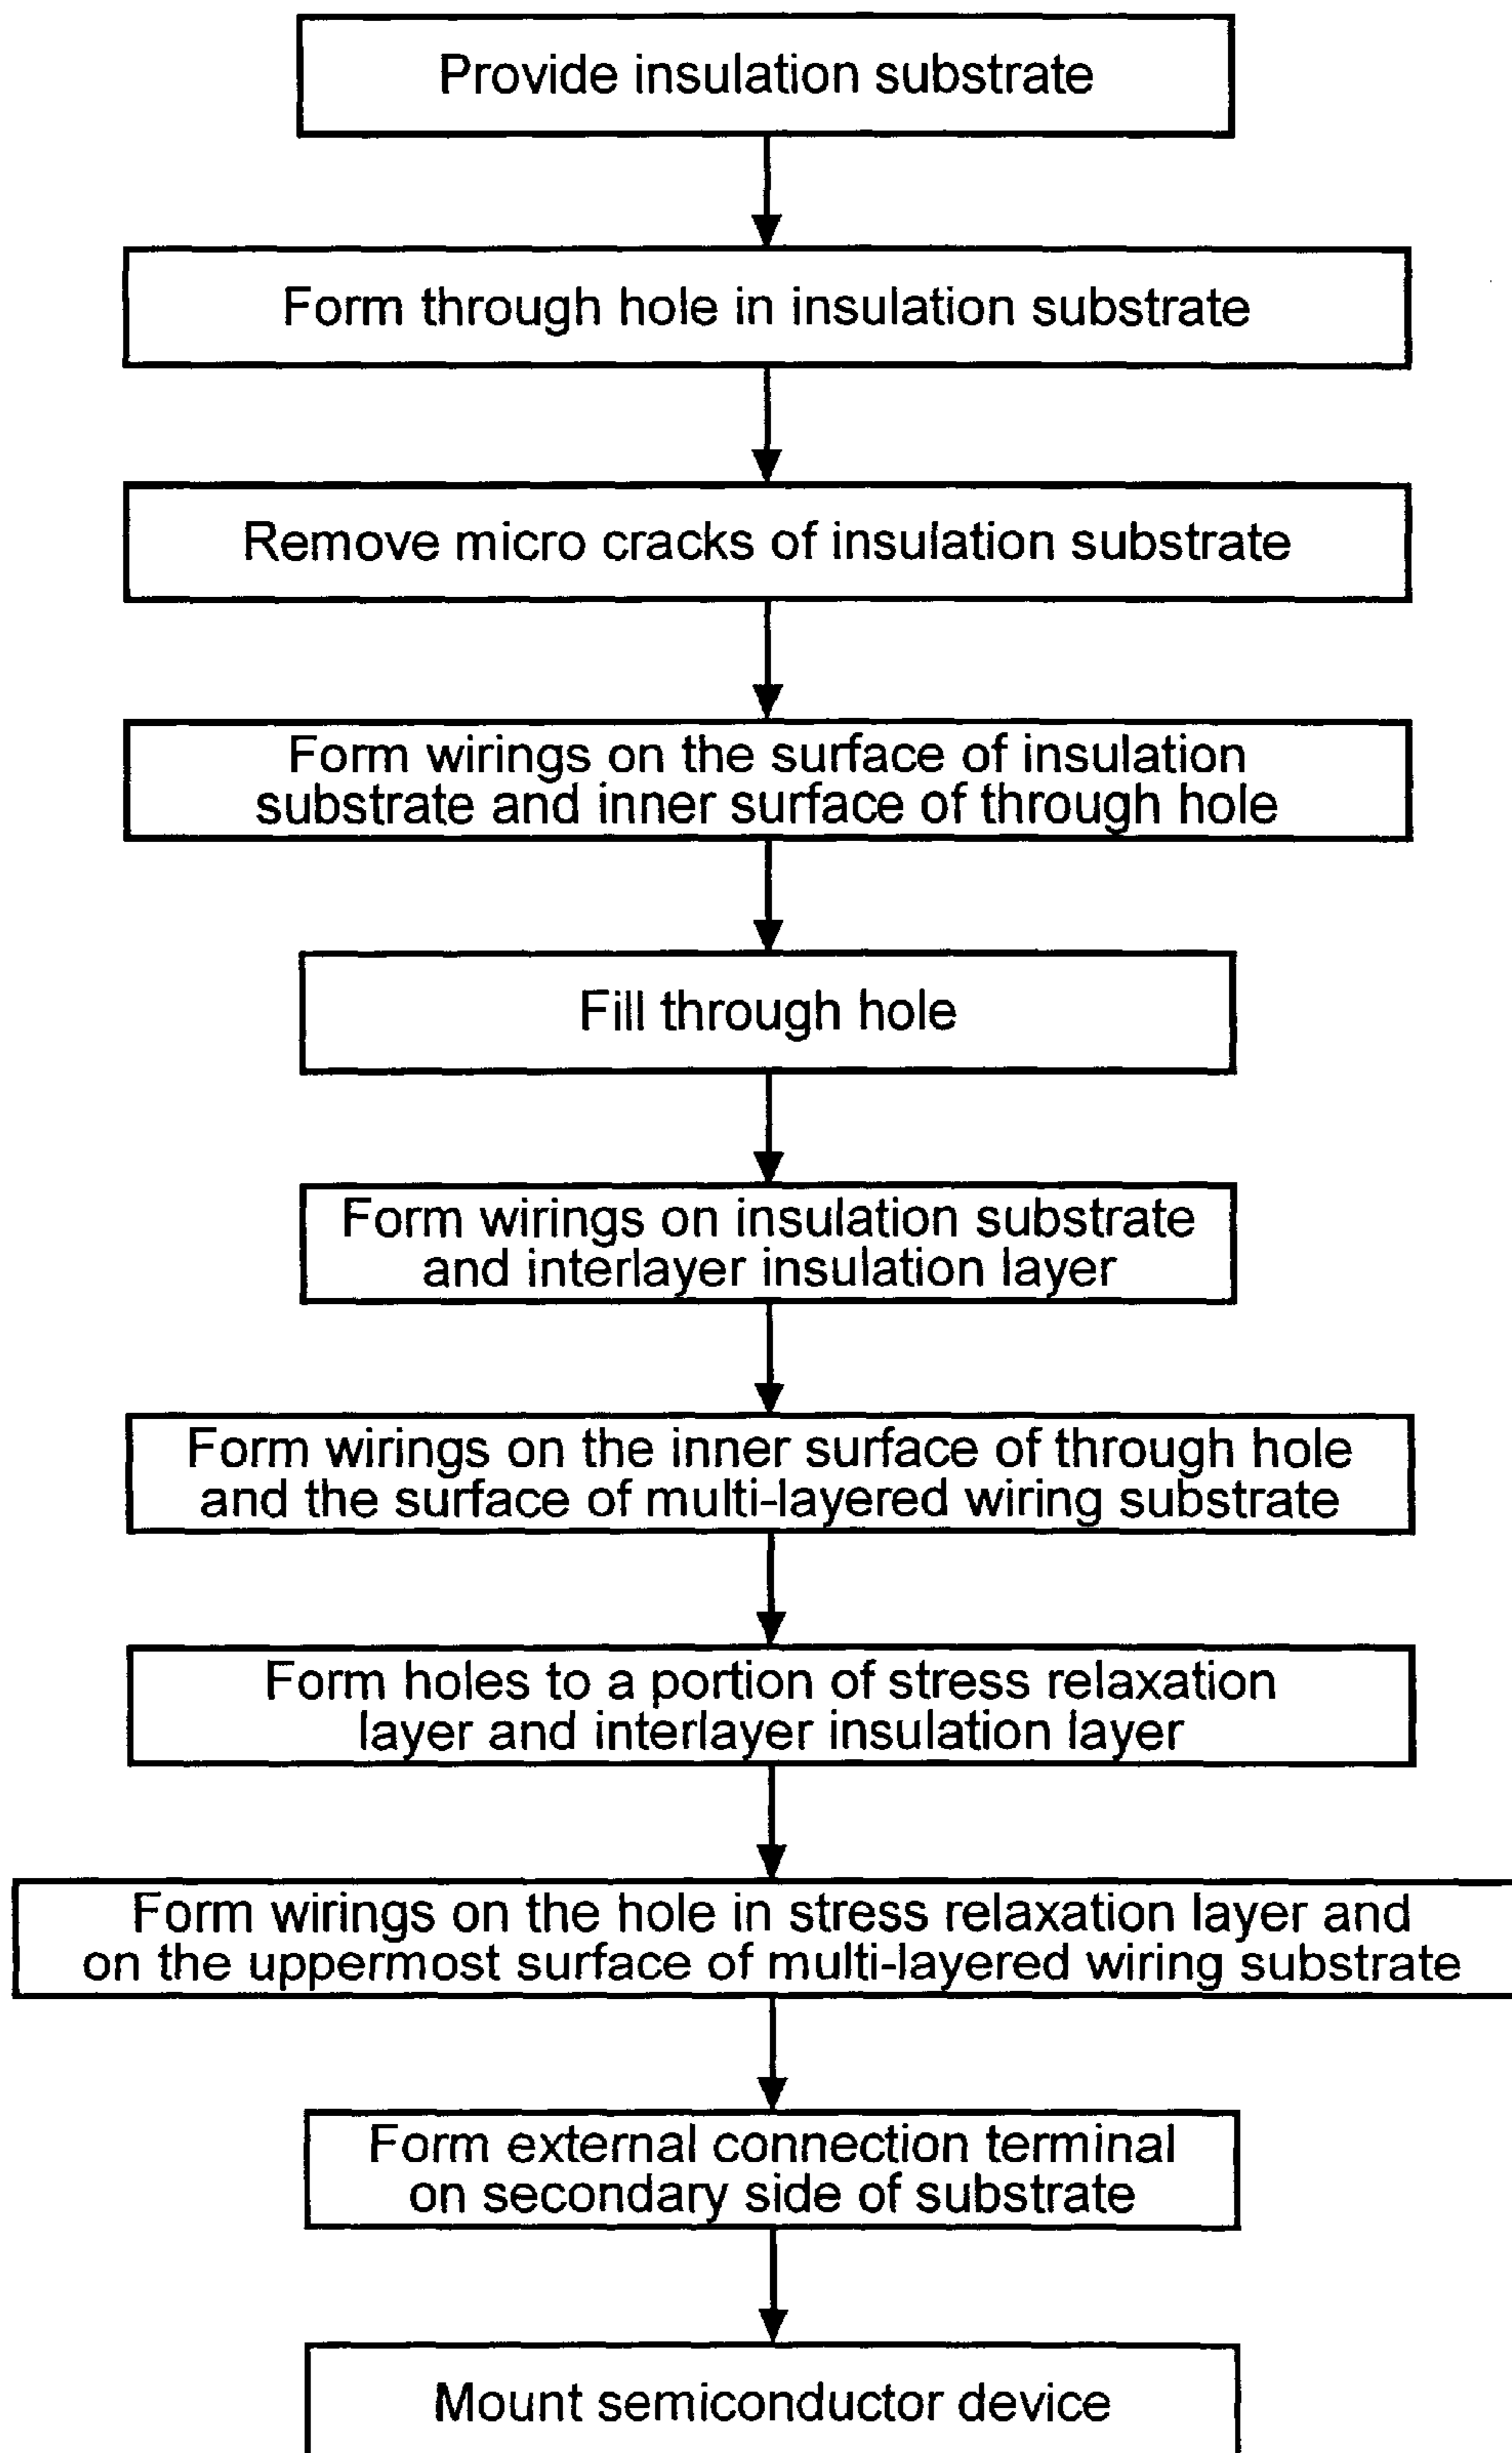 Provide insulation substrate
Form through hole in insulation substrate
Remove micro cracks of insulation substrate
Form wirings on the surface of insulation
substrate and inner surface of through hole
Fill through hole
Form wirings on insulation substrate
and interlayer insulation layer
Form wirings on the inner surface of through hole
and the surface of multi-layered wiring substrate
Form holes to a portion of stress relaxation
layer and interlayer insulation layer
Form wirings on the hole in stress relaxation layer and
on the uppermost surface of multi-layered wiring substrate
Form external connection terminal
on secondary side of substrate
Mount semiconductor device